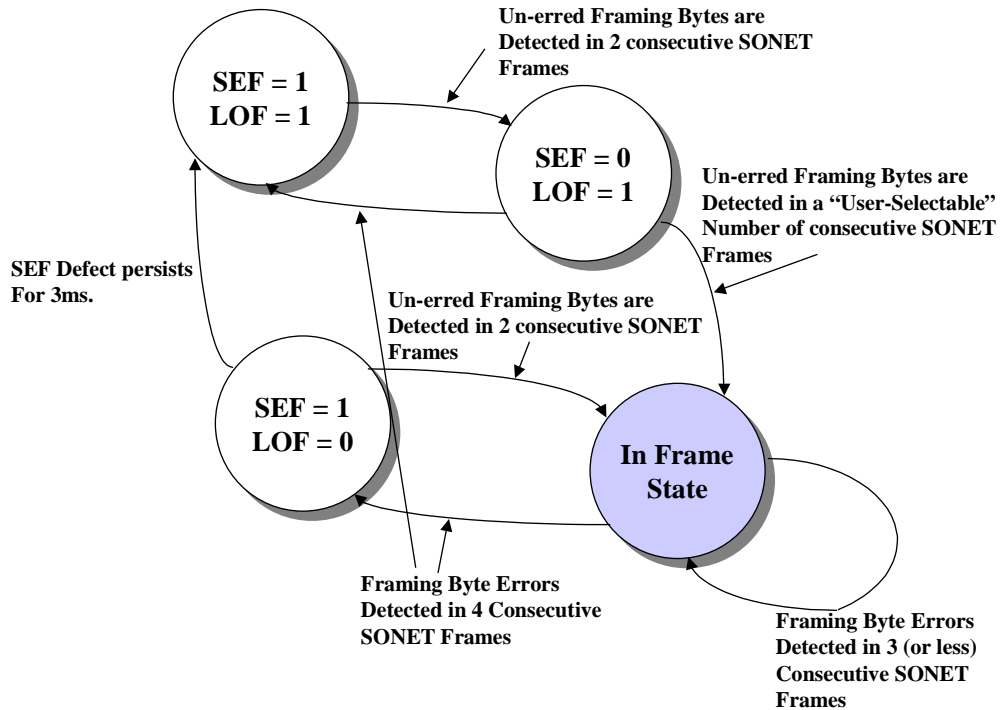 Un-erred Framing Bytes are
Detected in 2 consecutive SONET
Frames
SEF = 1
LOF = 1
SEF = 0
LOF = 1
Un-erred Framing Bytes are
Detected in a “User-Selectable”
Number of consecutive SONET
Frames
SEF Defect persists
For 3ms.
Un-erred Framing Bytes are
Detected in 2 consecutive SONET
Frames
SEF = 1
LOF = 0
In Frame
State
Framing Byte Errors
Detected in 4 Consecutive
SONET Frames
Framing Byte Errors
Detected in 3 (or less)
Consecutive SONET
Frames